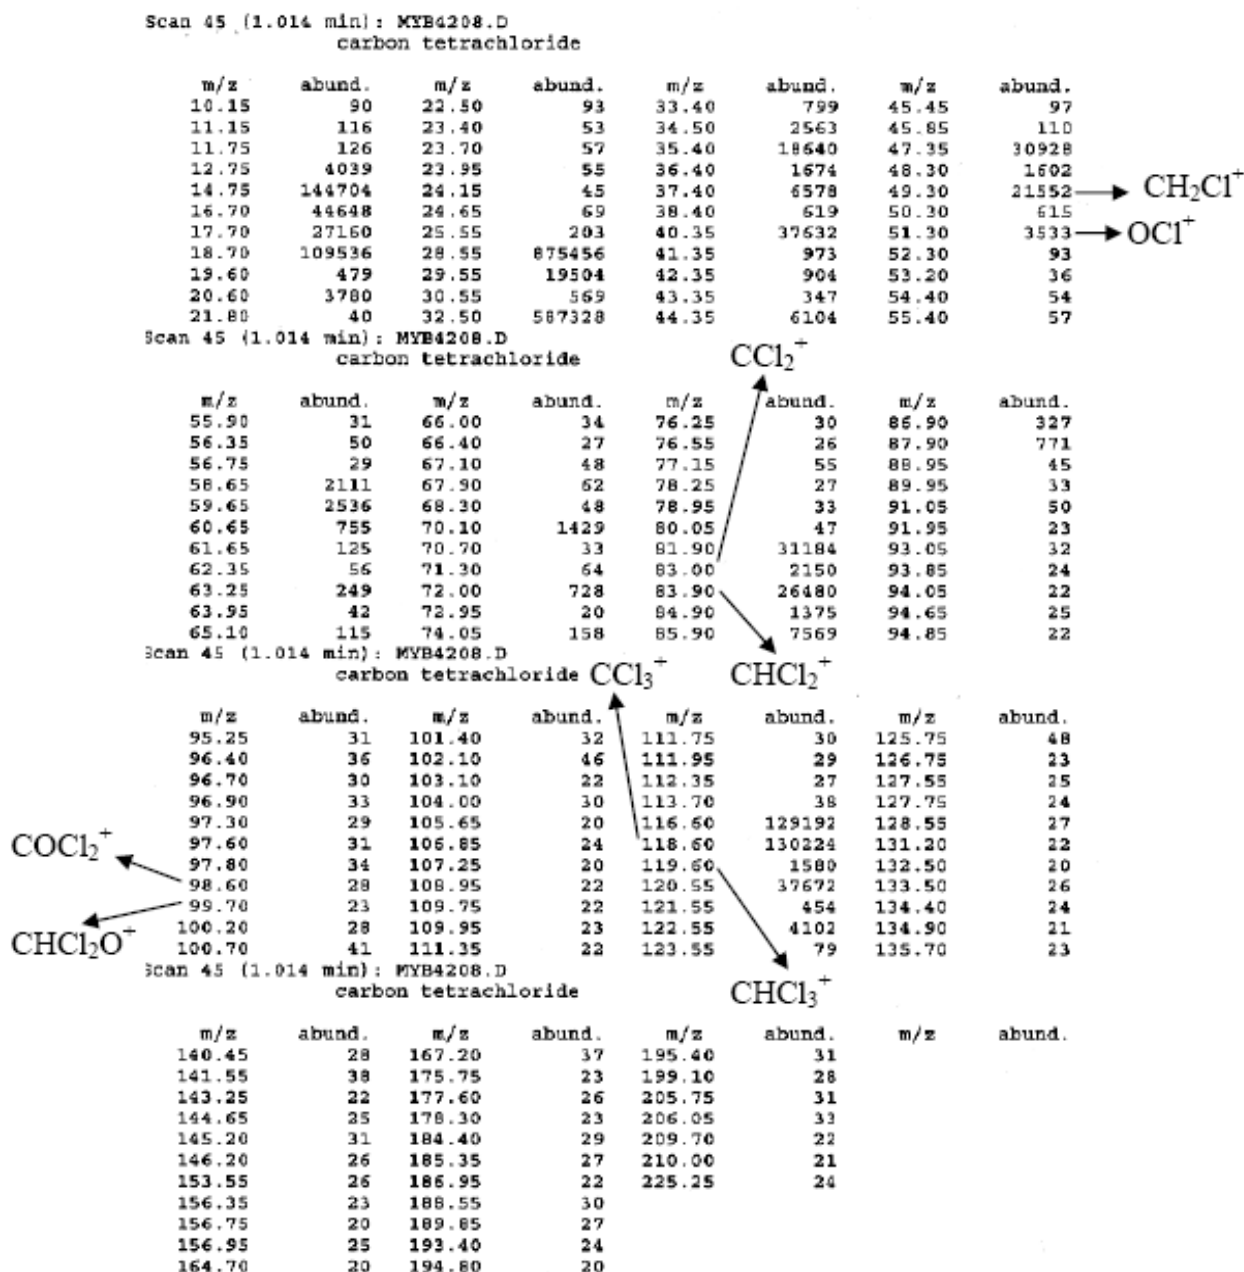 Scan 45 (1.014 min): MYB4208.D
carbon tetrachloride
m/z abund. m/z abund. m/z abund. m/z abund.
10.15 90 22.50 93 33.40 799 45.45 97
11.15 116 23.40 53 34.50 2563 45.85 110
11.75 126 23.70 57 35.40 18640 47.35 30928
12.75 4039 23.95 55 36.40 1674 48.30 1602
14.75 144704 24.15 45 37.40 6578 49.30 21552 CH₂Cl⁺
16.70 44648 24.65 69 38.40 619 50.30 615
17.70 27160 25.55 203 40.35 37632 51.30 3533 OCl⁺
18.70 109536 28.55 875456 41.35 973 52.30 93
19.60 479 29.55 19504 42.35 904 53.20 36
20.60 3780 30.55 569 43.35 347 54.40 54
21.80 40 32.50 587328 44.35 6104 55.40 57
Scan 45 (1.014 min): MYB4208.D
carbon tetrachloride CCl₂⁺
m/z abund. m/z abund. m/z abund. m/z abund.
55.90 31 66.00 34 76.25 30 86.90 327
56.35 50 66.40 27 76.55 26 87.90 771
56.75 29 67.10 48 77.15 55 88.95 45
58.65 2111 67.90 62 78.25 27 89.95 33
59.65 2536 68.30 48 78.95 33 91.05 50
60.65 755 70.10 1429 80.05 47 91.95 23
61.65 125 70.70 33 81.90 31184 93.05 32
62.35 56 71.30 64 83.00 2150 93.85 24
63.25 249 72.00 728 83.90 26480 94.05 22
63.95 42 72.95 20 84.90 1375 94.65 25
65.10 115 74.05 158 85.90 7569 94.85 22
Scan 45 (1.014 min): MYB4208.D
carbon tetrachloride CCl₃⁺ CHCl₂⁺
m/z abund. m/z abund. m/z abund. m/z abund.
95.25 31 101.40 32 111.75 30 125.75 48
96.40 36 102.10 46 111.95 29 126.75 23
96.70 30 103.10 22 112.35 27 127.55 25
96.90 33 104.00 30 113.70 38 127.75 24
97.30 29 105.65 20 116.60 129192 128.55 27
COCl₂⁺ 97.60 31 106.85 24 118.60 130224 131.20 22
97.80 34 107.25 20 119.60 1580 132.50 20
98.60 28 108.95 22 120.55 37672 133.50 26
99.70 23 109.75 22 121.55 454 134.40 24
CHCl₂O⁺ 100.20 28 109.95 23 122.55 4102 134.90 21
100.70 41 111.35 22 123.55 79 135.70 23
Scan 45 (1.014 min): MYB4208.D
carbon tetrachloride CHCl₃⁺
m/z abund. m/z abund. m/z abund. m/z abund.
140.45 28 167.20 37 195.40 31
141.55 38 175.75 23 199.10 28
143.25 22 177.60 26 205.75 31
144.65 25 178.30 23 206.05 33
145.20 31 184.40 29 209.70 22
146.20 26 185.35 27 210.00 21
153.55 26 186.95 22 225.25 24
156.35 23 188.55 30
156.75 20 189.85 27
156.95 25 193.40 24
164.70 20 194.80 20